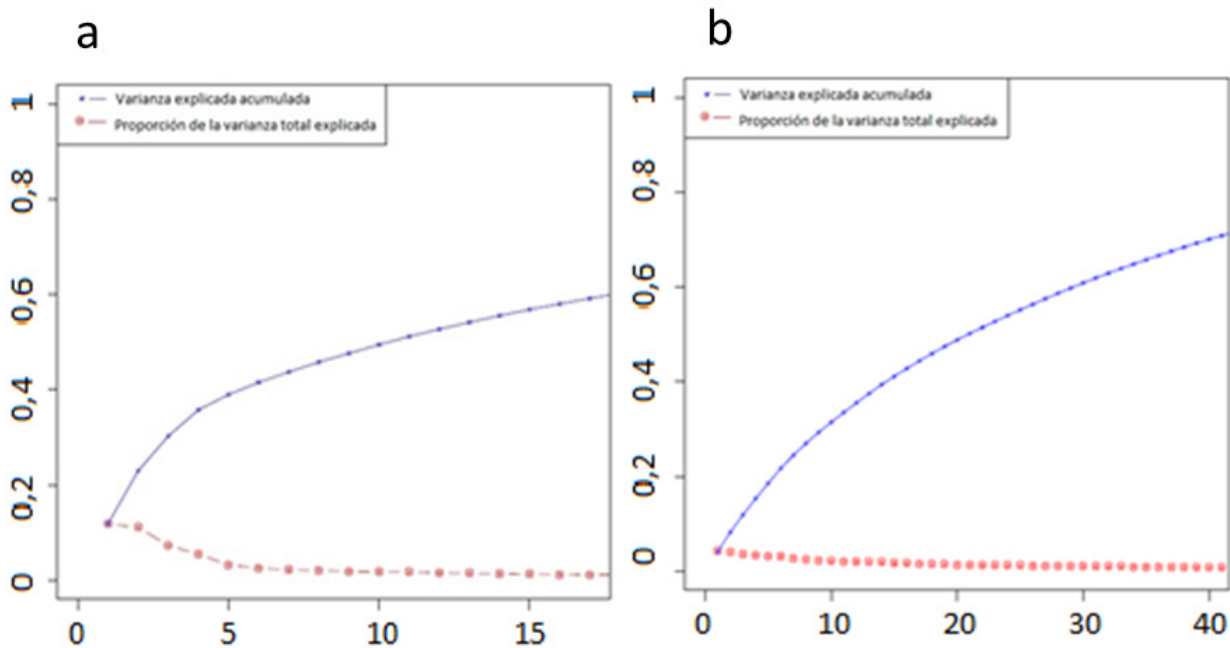 a
Varianza explicada acumulada
Proporción de la varianza total explicada
1
0,8
0,6
0,4
0,2
0
0 5 10 15
b
Varianza explicada acumulada
Proporción de la varianza total explicada
1
0,8
0,6
0,4
0,2
0
0 10 20 30 40